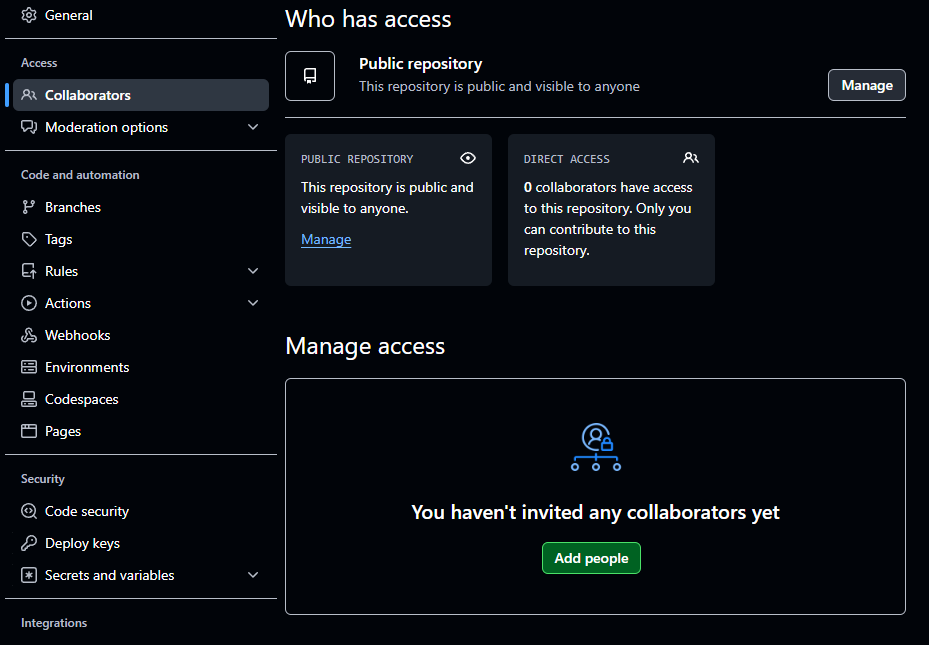 General
Access
Collaborators
Moderation options
Code and automation
Branches
Tags
Rules
Actions
Webhooks
Environments
Codespaces
Pages
Security
Code security
Deploy keys
Secrets and variables
Integrations
Who has access
Public repository
This repository is public and visible to anyone
Manage
PUBLIC REPOSITORY
This repository is public and
visible to anyone.
Manage
DIRECT ACCESS
0 collaborators have access
to this repository. Only you
can contribute to this
repository.
Manage access
You haven't invited any collaborators yet
Add people